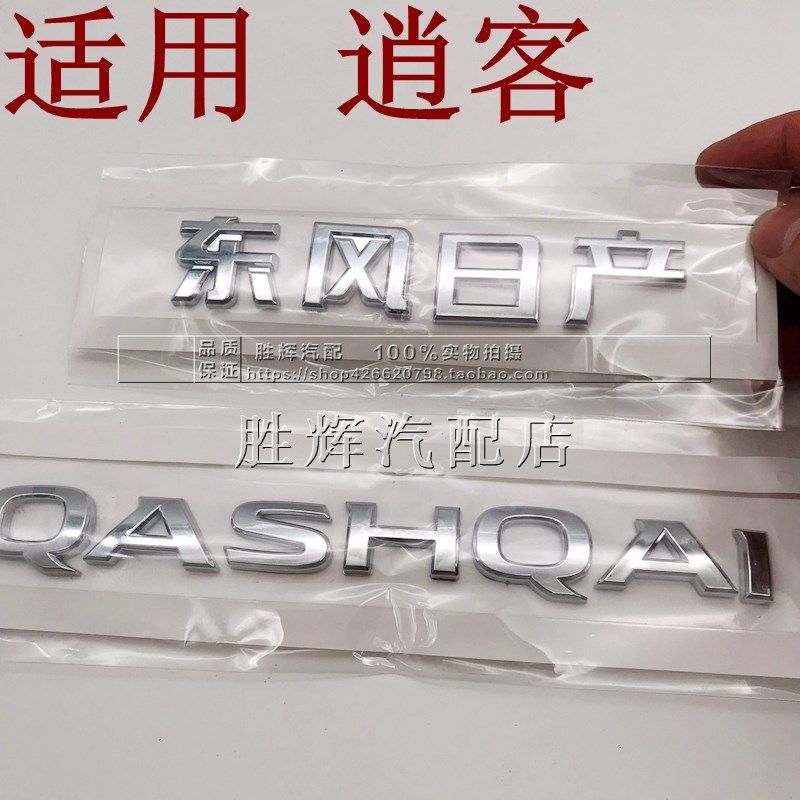 适用 逍客
东风日产
品质保证 胜辉汽配 100%实物拍摄
https://shop426620798.taobao.com
胜辉汽配店
QASHQAI